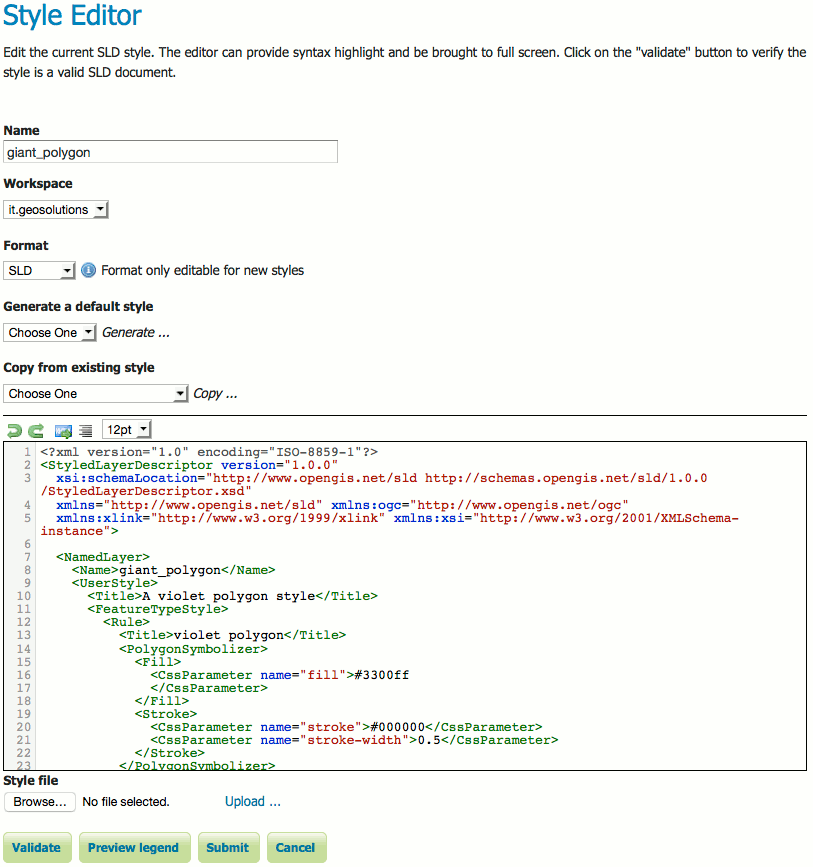 Style Editor
Edit the current SLD style. The editor can provide syntax highlight and be brought to full screen. Click on the "validate" button to verify the
style is a valid SLD document.
Name
giant_polygon
Workspace
it.geosolutions
Format
SLD Format only editable for new styles
Generate a default style
Choose One Generate ...
Copy from existing style
Choose One Copy ...
12pt
1 <?xml version="1.0" encoding="ISO-8859-1"?>
2 <StyledLayerDescriptor version="1.0.0"
3 xsi:schemaLocation="http://www.opengis.net/sld http://schemas.opengis.net/sld/1.0.0
/StyledLayerDescriptor.xsd"
4 xmlns="http://www.opengis.net/sld" xmlns:ogc="http://www.opengis.net/ogc"
5 xmlns:xlink="http://www.w3.org/1999/xlink" xmlns:xsi="http://www.w3.org/2001/XMLSchema-
instance">
6
7 <NamedLayer>
8 <Name>giant_polygon</Name>
9 <UserStyle>
10 <Title>A violet polygon style</Title>
11 <FeatureTypeStyle>
12 <Rule>
13 <Title>violet polygon</Title>
14 <PolygonSymbolizer>
15 <Fill>
16 <CssParameter name="fill">#3300ff
17 </CssParameter>
18 </Fill>
19 <Stroke>
20 <CssParameter name="stroke">#000000</CssParameter>
21 <CssParameter name="stroke-width">0.5</CssParameter>
22 </Stroke>
23 </PolygonSymbolizer>
Style file
Browse... No file selected. Upload ...
Validate Preview legend Submit Cancel